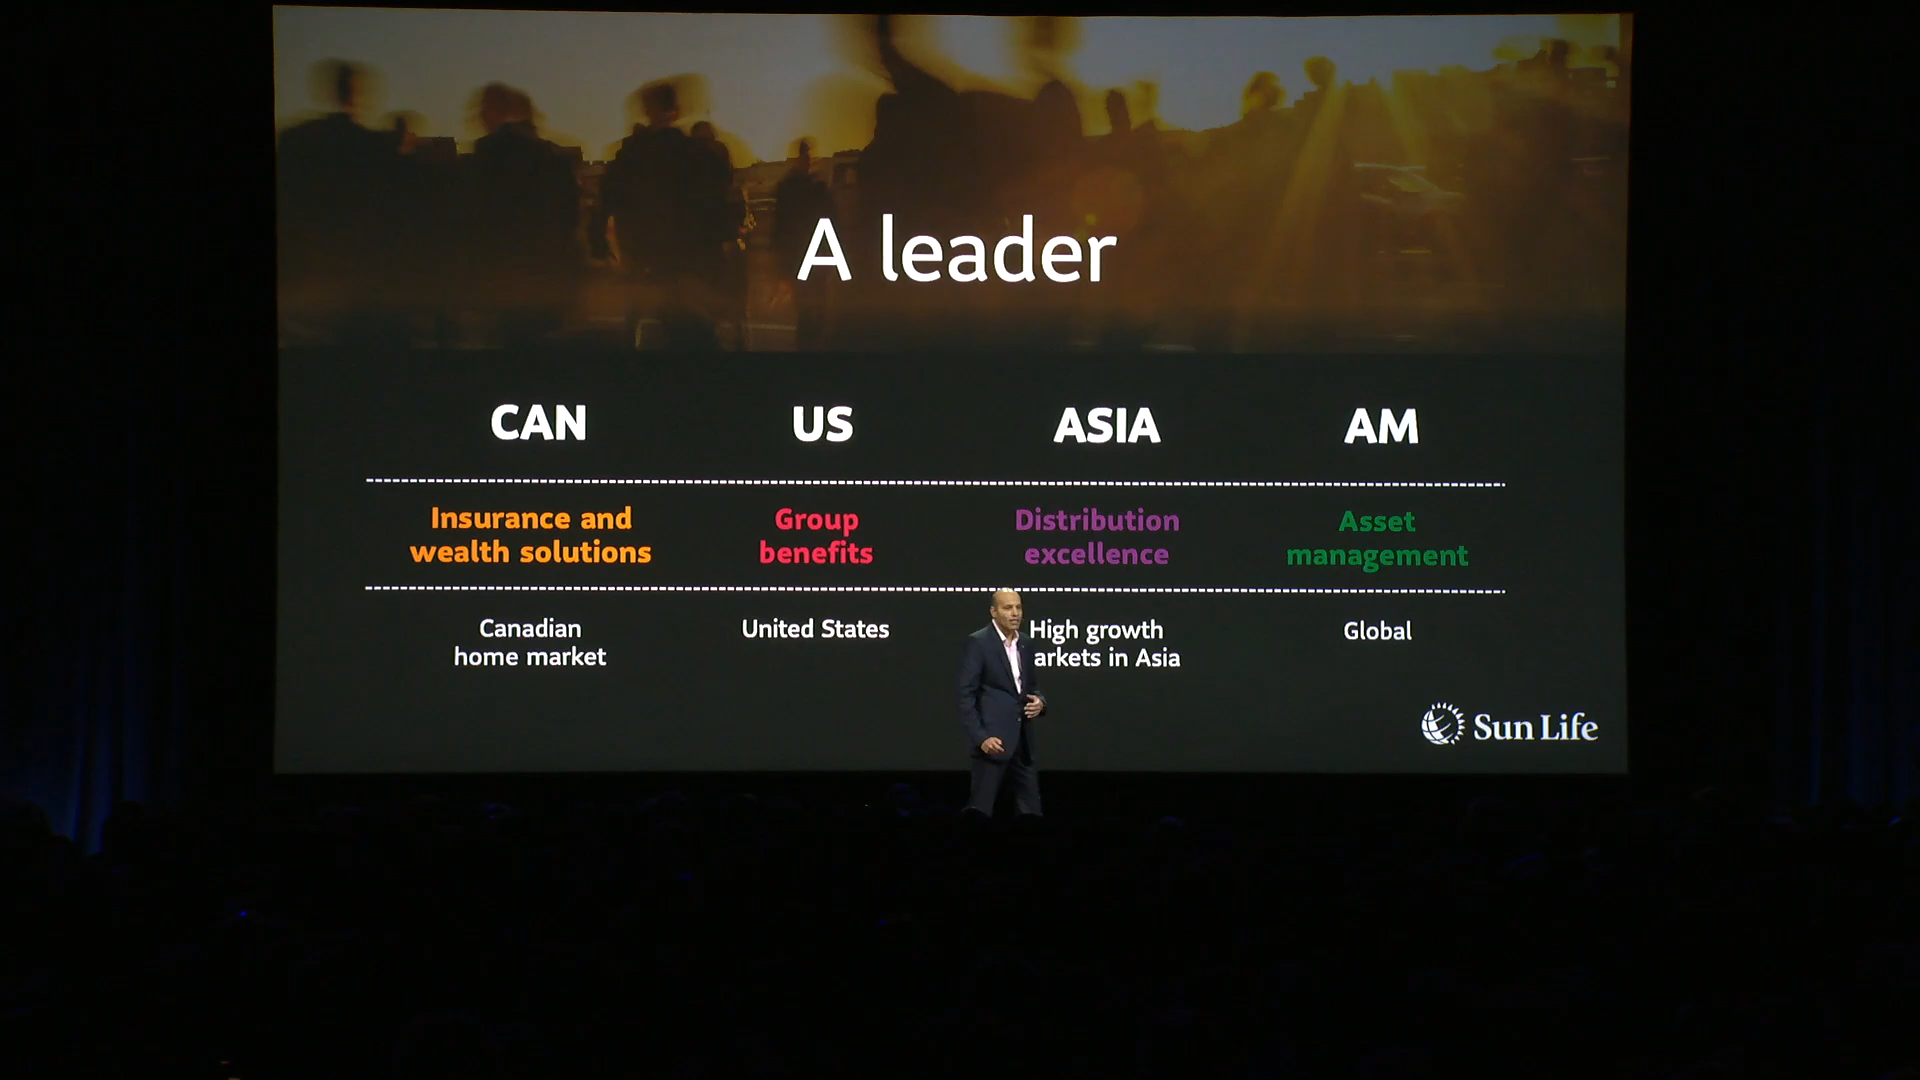 A leader
CAN
US
ASIA
AM
Insurance and
wealth solutions
Group
benefits
Distribution
excellence
Asset
management
Canadian
home market
United States
High growth
arkets in Asia
Global
Sun Life